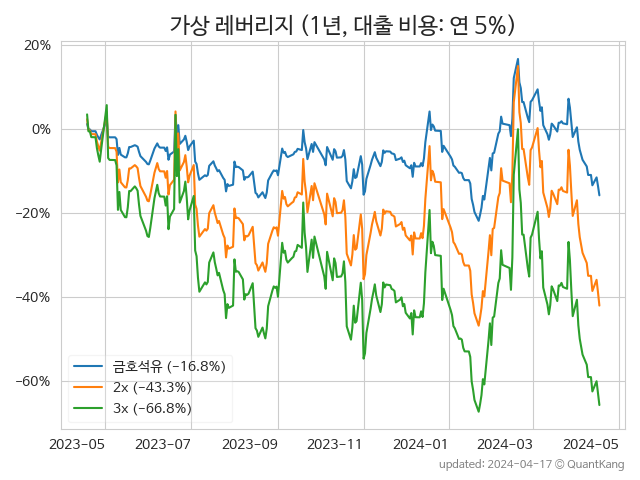 가상 레버리지 (1년, 대출 비용: 연 5%)
20%
0%
−20%
−40%
−60%
금호석유 (−16.8%)
2x (−43.3%)
3x (−66.8%)
2023-05 2023-07 2023-09 2023-11 2024-01 2024-03 2024-05
updated: 2024-04-17 © QuantKang